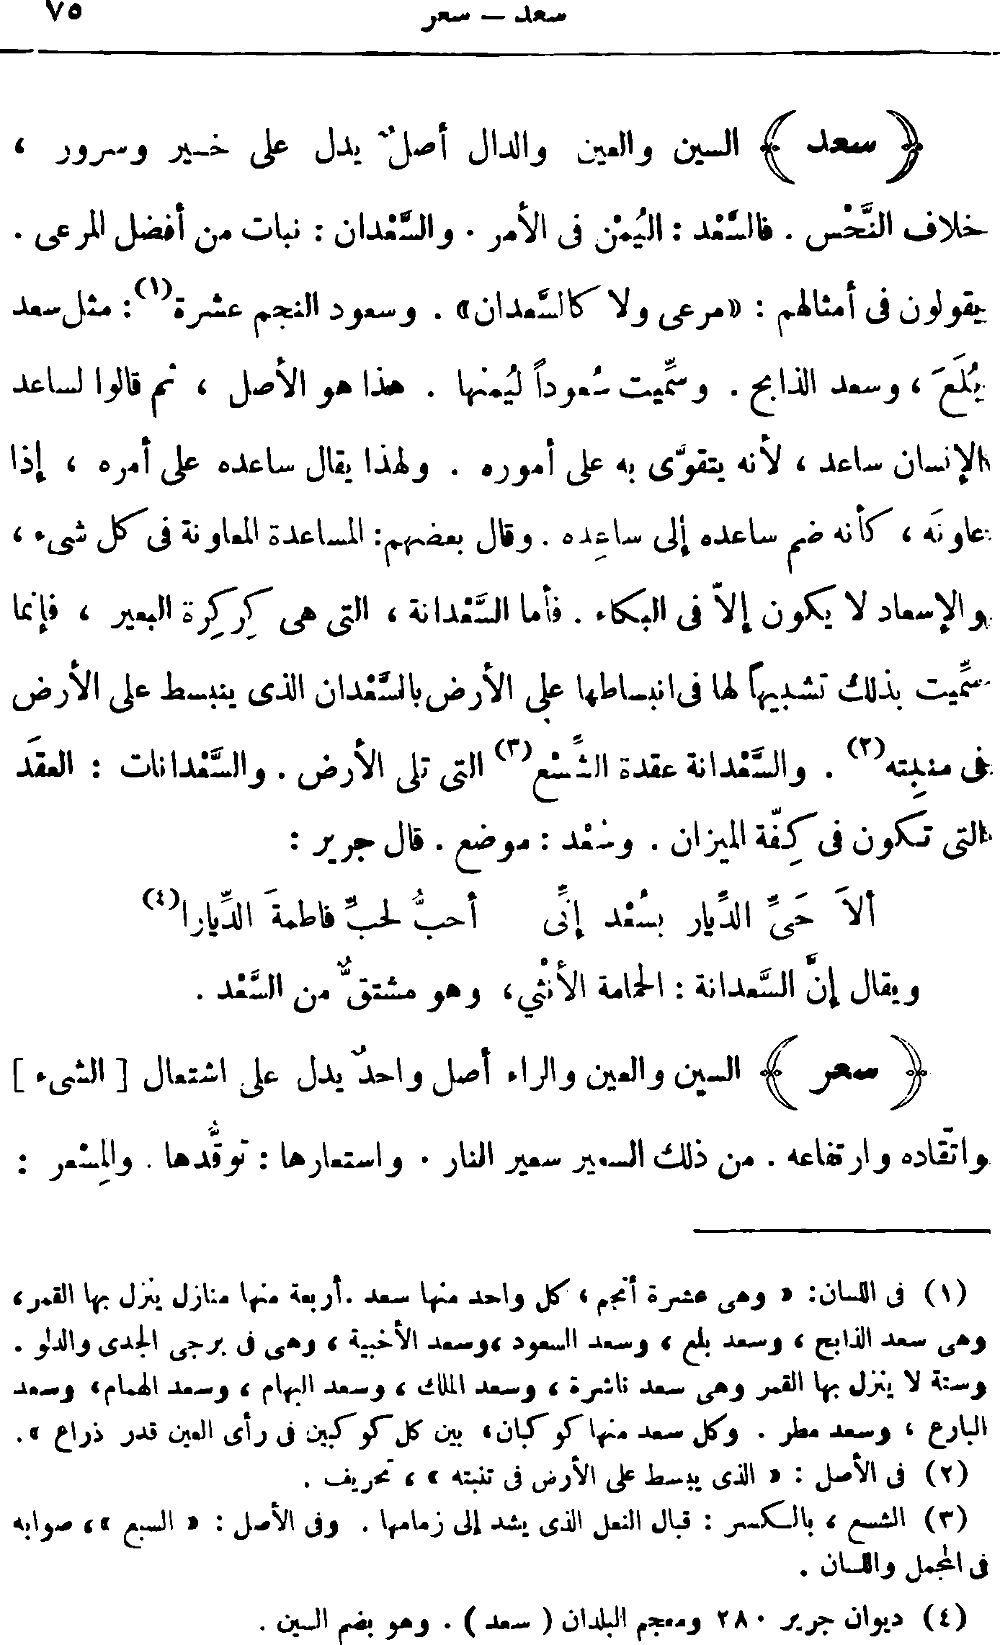 سعد — سعر ٧٥
﴿ سعد ﴾ السين والعين والدال أصلٌ يدل على خير وسرور ،
خلاف النَّحْس . فالسَّعْد : اليُمْن فى الأمر . والسَّعْدان : نبات من أفضل المرعى .
يقولون فى أمثالهم : «مرعى ولا كالسَّعدان» . وسعود النجم عشرة(١) : مثل سعد
بُلَعَ ، وسعد الذابح . وسمِّيت سُعوداً ليُمنها . هذا هو الأصل ، ثم قالوا لساعد
الإنسان ساعد ، لأنه يتقوَّى به على أموره . ولهذا يقال ساعده على أمره ، إذا
عاونَه ، كأنه ضم ساعده إلى ساعِده . وقال بعضهم : المساعدة المعاونة فى كل شىء ،
والإسعاد لا يكون إلاّ فى البكاء . فأما السَّعْدانة ، التى هى كِركِرة البعير ، فإنما
سمِّيت بذلك تشبيهاً لها فى انبساطها على الأرض بالسَّعْدان الذى ينبسط على الأرض
فى منبِته(٢) . والسَّعْدانة عقدة الشِّسْع(٣) التى تلى الأرض . والسَّعْدانات : العقَد
التى تكون فى كِفّة الميزان . وسُعْد : موضع . قال جرير :
ألاَ حَىِّ الدِّيار بسُعْد إنِّى أحبُّ لحبِّ فاطمةَ الدِّيارا(٤)
ويقال إنَّ السَّعدانة : الحمامة الأنْثى ، وهو مشتقٌّ من السَّعْد .
﴿ سعر ﴾ السين والعين والراء أصل واحدٌ يدل على اشتعال [ الشىء ]
واتّقاده وارتفاعه . من ذلك السعير سعير النار . واستعارها : توقُّدها . والمِسْعر :
(١) فى اللسان : « وهى عشرة أنجم ، كل واحد منها سعد . أربعة منها منازل ينزل بها القمر ،
وهى سعد الذابح ، وسعد بلع ، وسعد السعود ، وسعد الأخبية ، وهى فى برجى الجدى والدلو .
وستة لا ينزل بها القمر وهى سعد ناشرة ، وسعد الملك ، وسعد البهام ، وسعد الهمام ، وسعد
البارع ، وسعد مطر . وكل سعد منها كوكبان ، بين كل كوكبين فى رأى العين قدر ذراع » .
(٢) فى الأصل : « الذى يبسط على الأرض فى تنبته » ، تحريف .
(٣) الشسع ، بالكسر : قبال النعل الذى يشد إلى زمامها . وفى الأصل : « السبع » ، صوابه
فى المجمل واللسان .
(٤) ديوان جرير ٢٨٠ ومعجم البلدان ( سعد ) . وهو بضم السين .